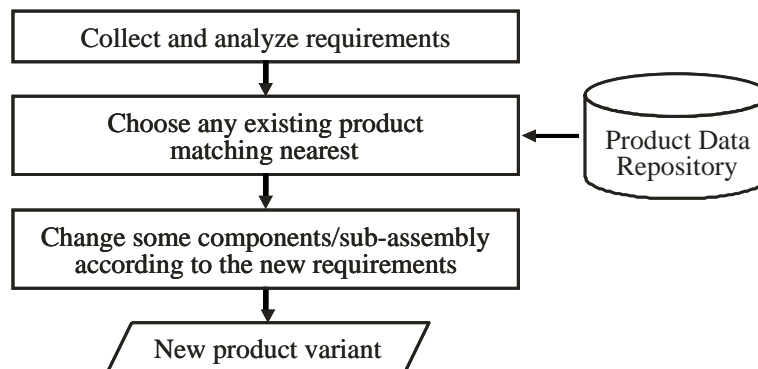 Collect and analyze requirements
Choose any existing product
matching nearest
Product Data
Repository
Change some components/sub-assembly
according to the new requirements
New product variant